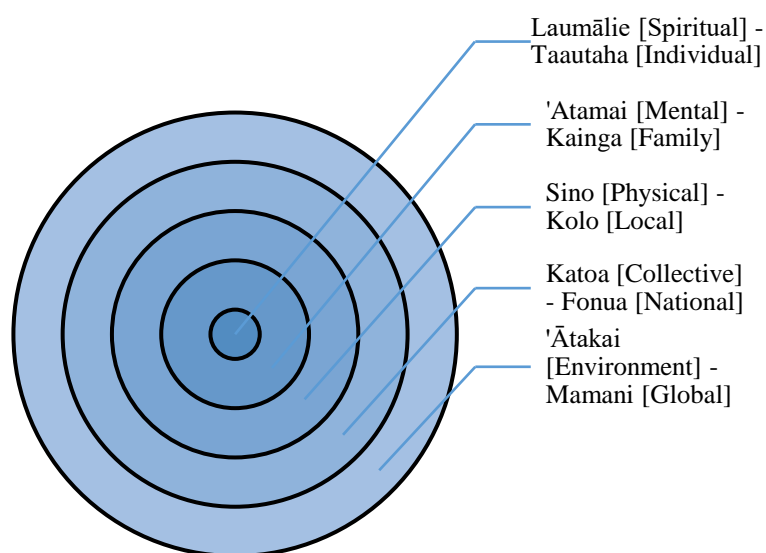 Laumālie [Spiritual] -
Taautaha [Individual]
'Atamai [Mental] -
Kainga [Family]
Sino [Physical] -
Kolo [Local]
Katoa [Collective]
- Fonua [National]
'Ātakai
[Environment] -
Mamani [Global]